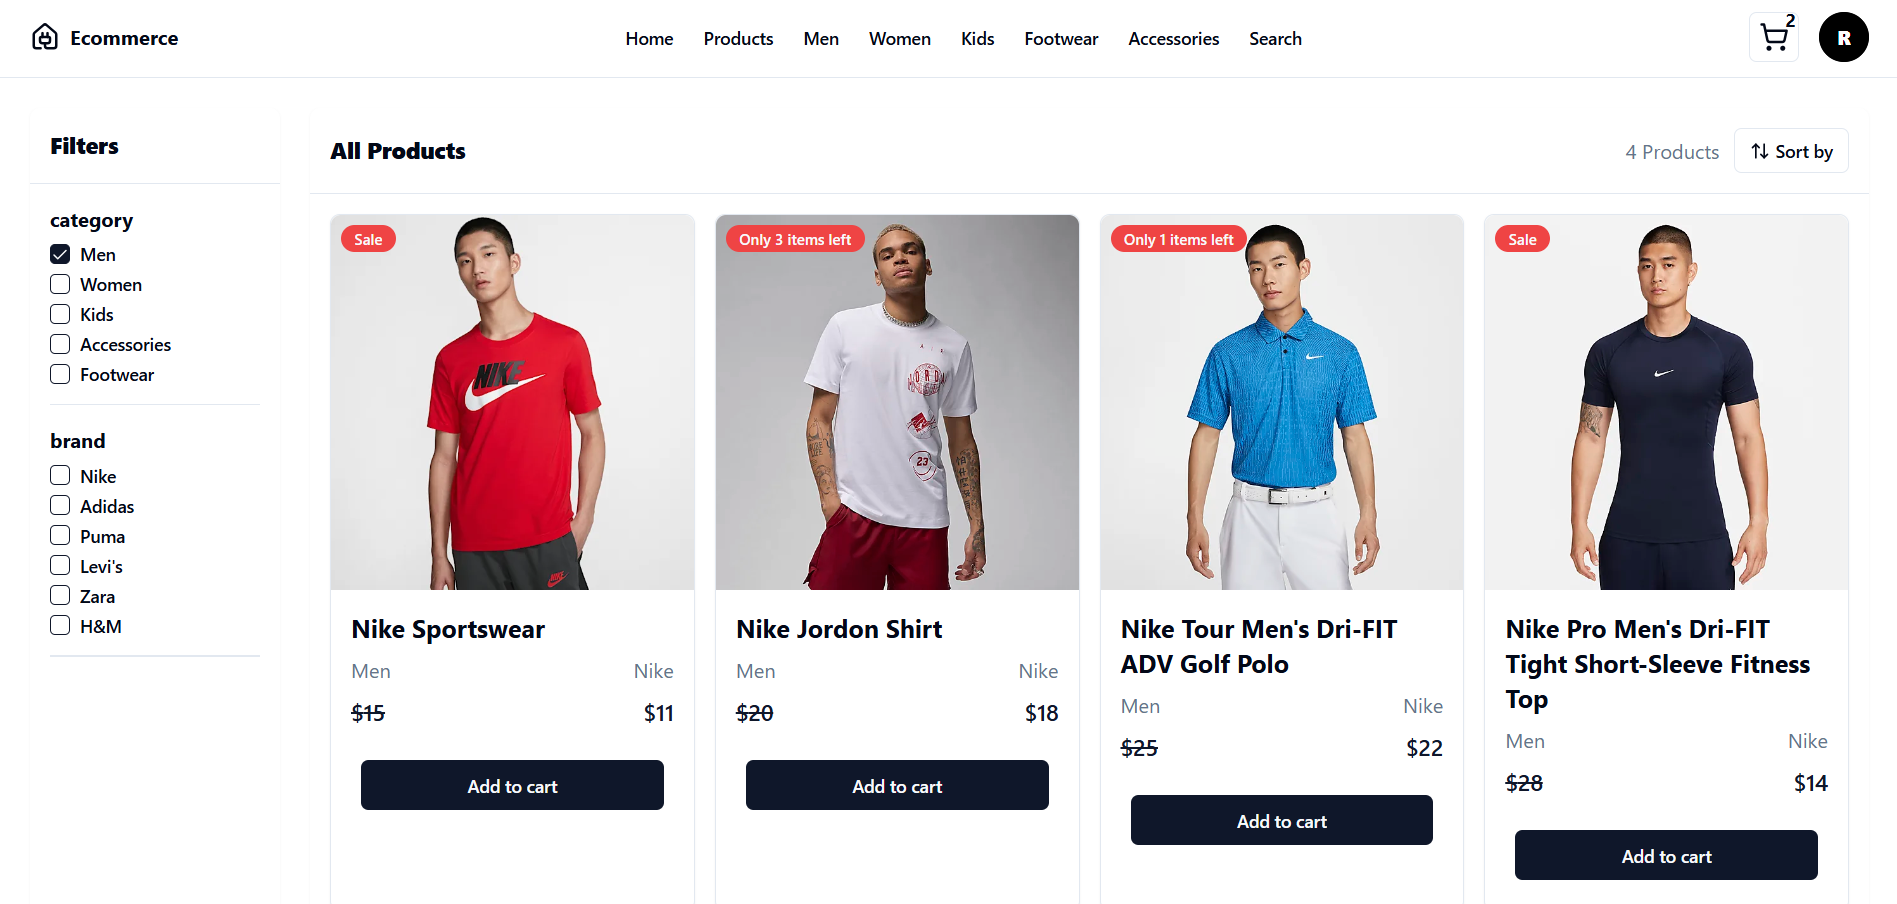 Ecommerce
Home Products Men Women Kids Footwear Accessories Search
2
R
Filters
category
Men
Women
Kids
Accessories
Footwear
brand
Nike
Adidas
Puma
Levi's
Zara
H&M
All Products
4 Products
Sort by
Sale
NIKE
NIKE
Nike Sportswear
Men Nike
$15 $11
Add to cart
Only 3 items left
23
Nike Jordon Shirt
Men Nike
$20 $18
Add to cart
Only 1 items left
Nike Tour Men's Dri-FIT
ADV Golf Polo
Men Nike
$25 $22
Add to cart
Sale
Nike Pro Men's Dri-FIT
Tight Short-Sleeve Fitness
Top
Men Nike
$28 $14
Add to cart